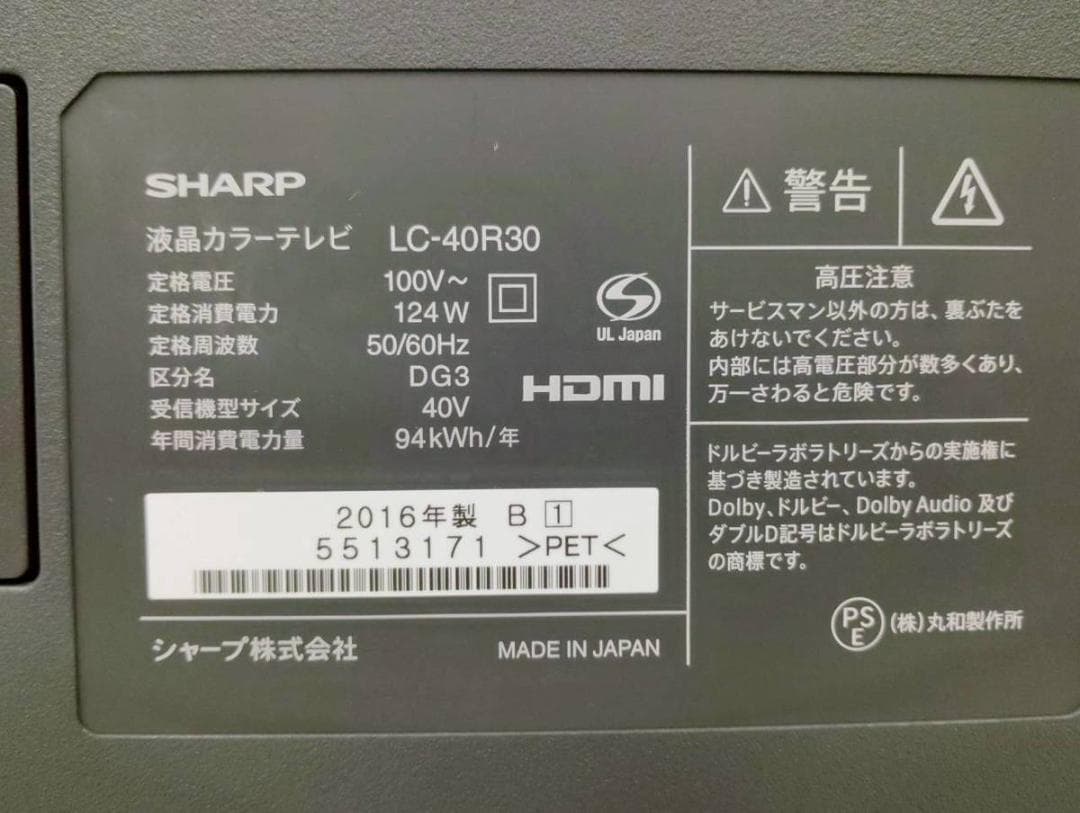 SHARP
液晶カラーテレビ LC-40R30
定格電圧 100V～
定格消費電力 124W
定格周波数 50/60Hz
区分名 DG3
受信機型サイズ 40V
年間消費電力量 94kWh/年
UL Japan
HDMI
2016年製 B 1
5513171 >PET<
シャープ株式会社 MADE IN JAPAN
警告
高圧注意
サービスマン以外の方は、裏ぶたを
あけないでください。
内部には高電圧部分が数多くあり、
万一さわると危険です。
ドルビーラボラトリーズからの実施権に
基づき製造されています。
Dolby、ドルビー、Dolby Audio 及び
ダブルD記号はドルビーラボラトリーズ
の商標です。
PSE (株)丸和製作所